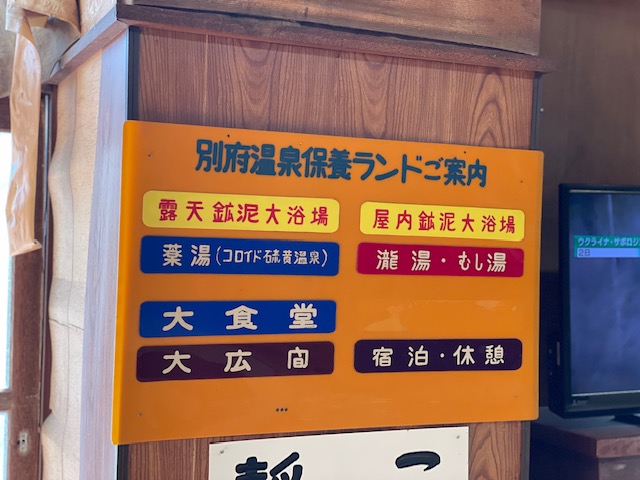 別府温泉保養ランドご案内
露天鉱泥大浴場
屋内鉱泥大浴場
薬湯(コロイド硫黄温泉)
瀧湯・むし湯
大食堂
大広間
宿泊・休憩
ウクライナ・サポロジ
2日